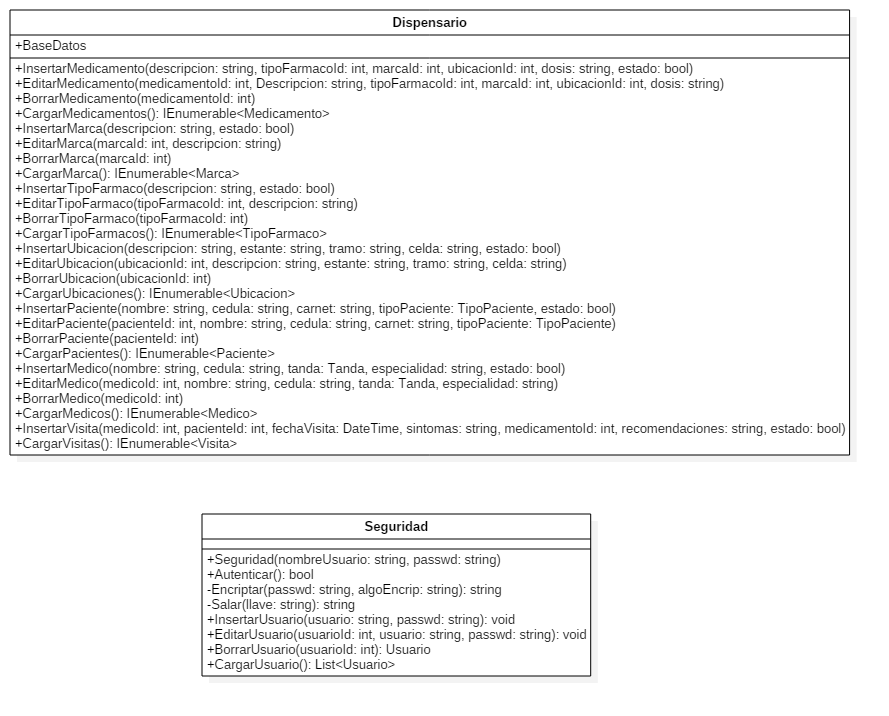 Dispensario
+BaseDatos
+InsertarMedicamento(descripcion: string, tipoFarmacoId: int, marcaId: int, ubicacionId: int, dosis: string, estado: bool)
+EditarMedicamento(medicamentoId: int, Descripcion: string, tipoFarmacoId: int, marcaId: int, ubicacionId: int, dosis: string)
+BorrarMedicamento(medicamentoId: int)
+CargarMedicamentos(): IEnumerable<Medicamento>
+InsertarMarca(descripcion: string, estado: bool)
+EditarMarca(marcaId: int, descripcion: string)
+BorrarMarca(marcaId: int)
+CargarMarca(): IEnumerable<Marca>
+InsertarTipoFarmaco(descripcion: string, estado: bool)
+EditarTipoFarmaco(tipoFarmacoId: int, descripcion: string)
+BorrarTipoFarmaco(tipoFarmacoId: int)
+CargarTipoFarmacos(): IEnumerable<TipoFarmaco>
+InsertarUbicacion(descripcion: string, estante: string, tramo: string, celda: string, estado: bool)
+EditarUbicacion(ubicacionId: int, descripcion: string, estante: string, tramo: string, celda: string)
+BorrarUbicacion(ubicacionId: int)
+CargarUbicaciones(): IEnumerable<Ubicacion>
+InsertarPaciente(nombre: string, cedula: string, carnet: string, tipoPaciente: TipoPaciente, estado: bool)
+EditarPaciente(pacienteId: int, nombre: string, cedula: string, carnet: string, tipoPaciente: TipoPaciente)
+BorrarPaciente(pacienteId: int)
+CargarPacientes(): IEnumerable<Paciente>
+InsertarMedico(nombre: string, cedula: string, tanda: Tanda, especialidad: string, estado: bool)
+EditarMedico(medicoId: int, nombre: string, cedula: string, tanda: Tanda, especialidad: string)
+BorrarMedico(medicoId: int)
+CargarMedicos(): IEnumerable<Medico>
+InsertarVisita(medicoId: int, pacienteId: int, fechaVisita: DateTime, sintomas: string, medicamentoId: int, recomendaciones: string, estado: bool)
+CargarVisitas(): IEnumerable<Visita>
Seguridad
+Seguridad(nombreUsuario: string, passwd: string)
+Autenticar(): bool
-Encriptar(passwd: string, algoEncrip: string): string
-Salar(llave: string): string
+InsertarUsuario(usuario: string, passwd: string): void
+EditarUsuario(usuarioId: int, usuario: string, passwd: string): void
+BorrarUsuario(usuarioId: int): Usuario
+CargarUsuario(): List<Usuario>